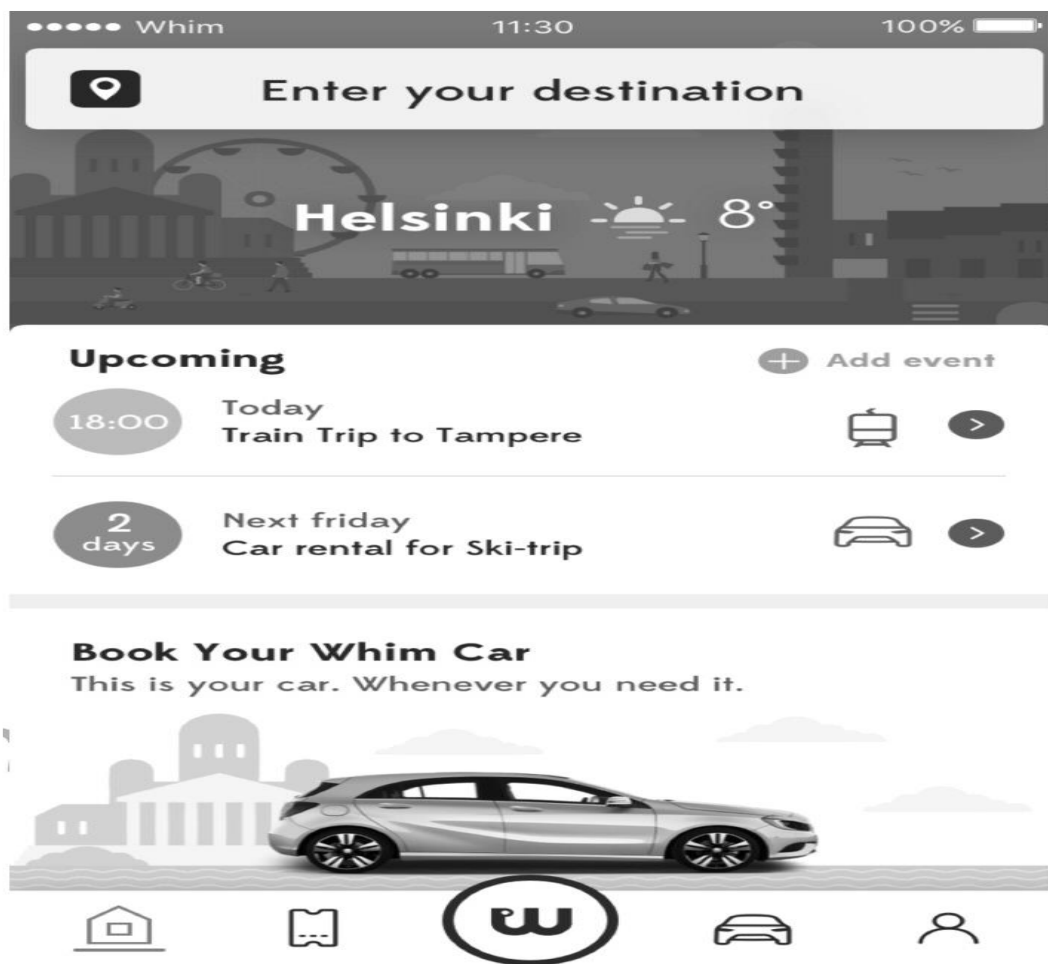 Whim 11:30 100%
Enter your destination
Helsinki 8°
Upcoming + Add event
18:00
Today
Train Trip to Tampere
>
2
days
Next friday
Car rental for Ski-trip
>
Book Your Whim Car
This is your car. Whenever you need it.
w